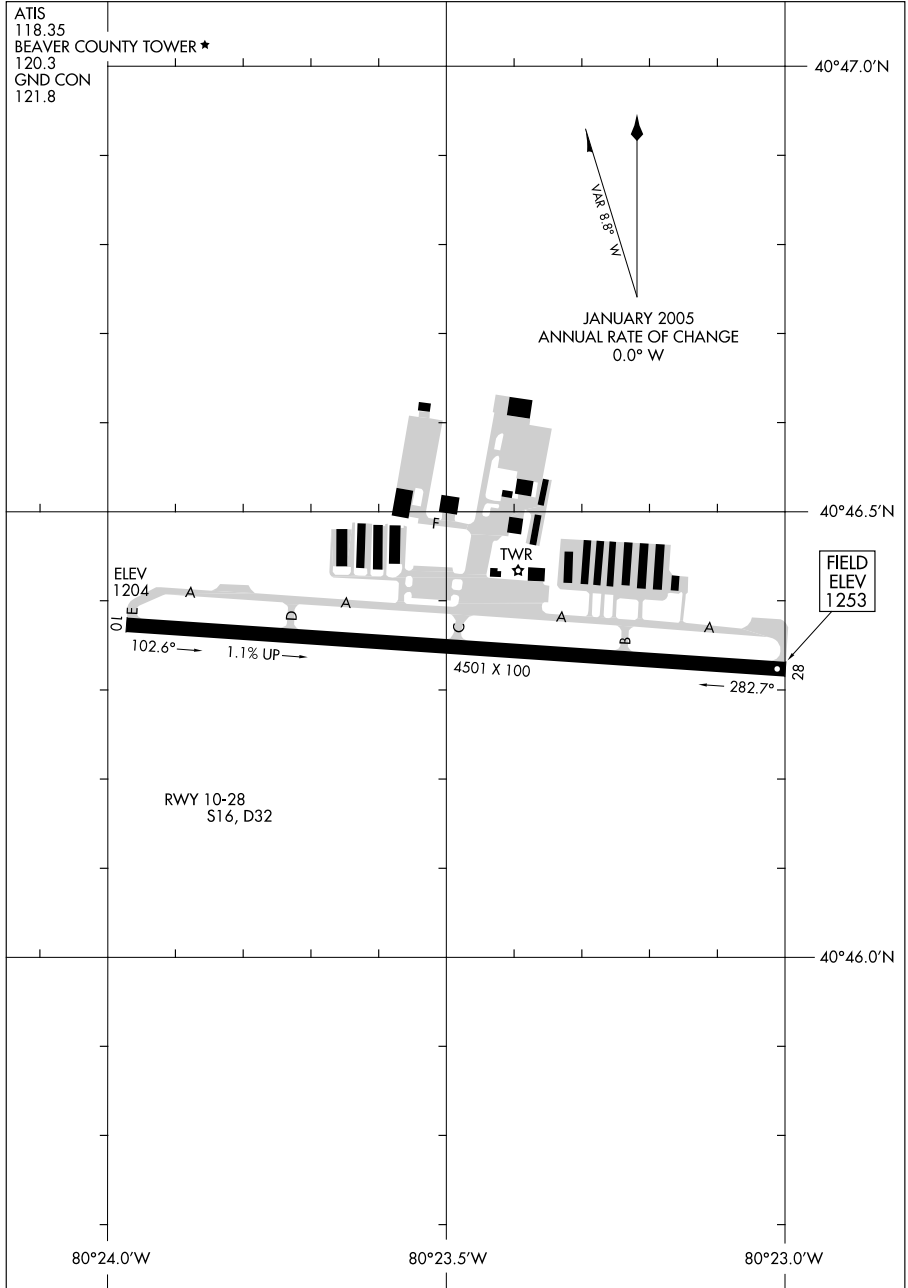 ATIS
118.35
BEAVER COUNTY TOWER ★
120.3
GND CON
121.8
40°47.0'N
VAR 8.8° W
JANUARY 2005
ANNUAL RATE OF CHANGE
0.0° W
40°46.5'N
F
TWR
ELEV
1204
FIELD
ELEV
1253
A
A
A
A
E
D
C
B
10
28
102.6°
1.1% UP
4501 X 100
282.7°
RWY 10-28
S16, D32
40°46.0'N
80°24.0'W
80°23.5'W
80°23.0'W